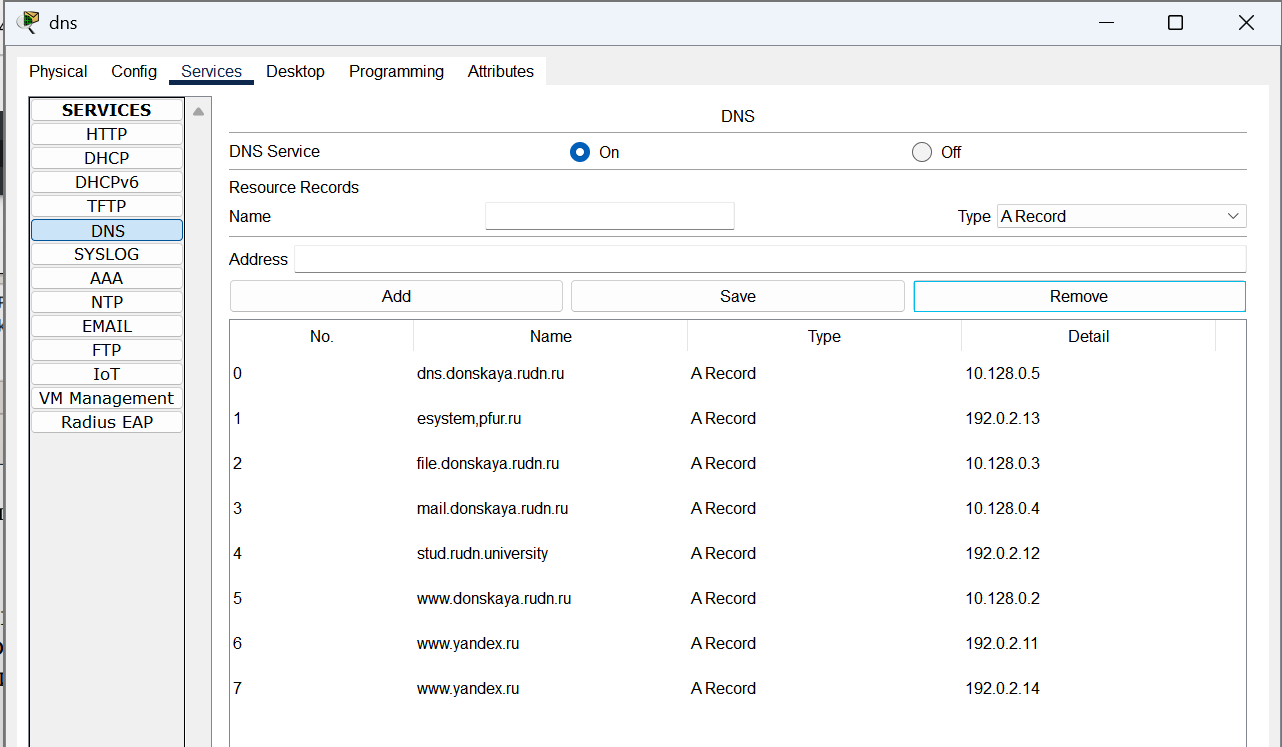 dns
Physical Config Services Desktop Programming Attributes
SERVICES
HTTP
DHCP
DHCPv6
TFTP
DNS
SYSLOG
AAA
NTP
EMAIL
FTP
IoT
VM Management
Radius EAP
DNS
DNS Service On Off
Resource Records
Name Type A Record
Address
Add Save Remove
No. Name Type Detail
0 dns.donskaya.rudn.ru A Record 10.128.0.5
1 esystem,pfur.ru A Record 192.0.2.13
2 file.donskaya.rudn.ru A Record 10.128.0.3
3 mail.donskaya.rudn.ru A Record 10.128.0.4
4 stud.rudn.university A Record 192.0.2.12
5 www.donskaya.rudn.ru A Record 10.128.0.2
6 www.yandex.ru A Record 192.0.2.11
7 www.yandex.ru A Record 192.0.2.14